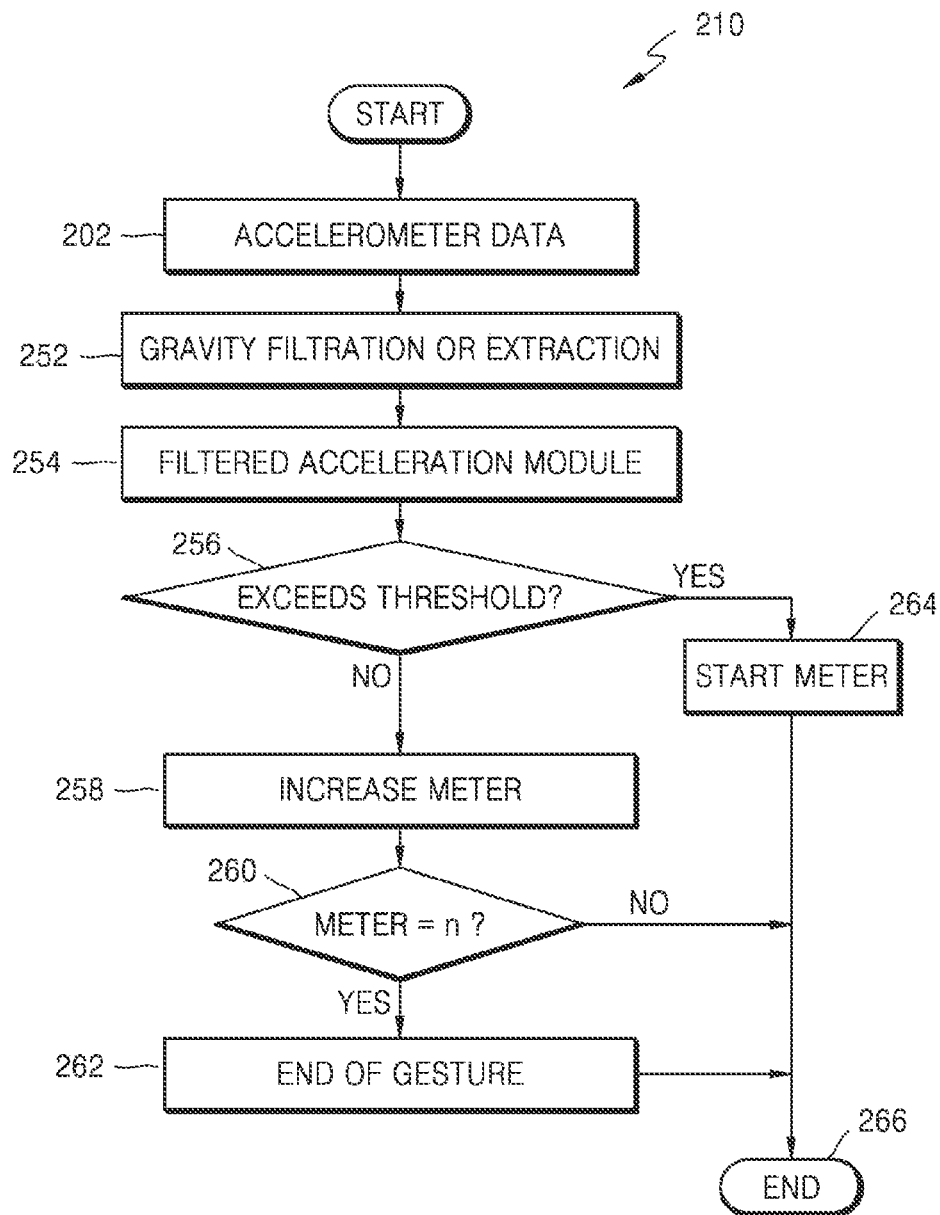 210
START
202
ACCELEROMETER DATA
252
GRAVITY FILTRATION OR EXTRACTION
254
FILTERED ACCELERATION MODULE
256
EXCEEDS THRESHOLD?
YES
264
START METER
NO
258
INCREASE METER
260
METER = n ?
NO
YES
262
END OF GESTURE
266
END